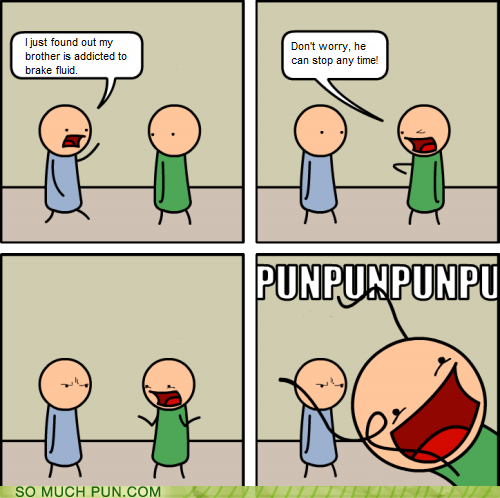 I just found out my
brother is addicted to
brake fluid.
Don't worry, he
can stop any time!
PUNPUNPUNPU
SO MUCH PUN.COM